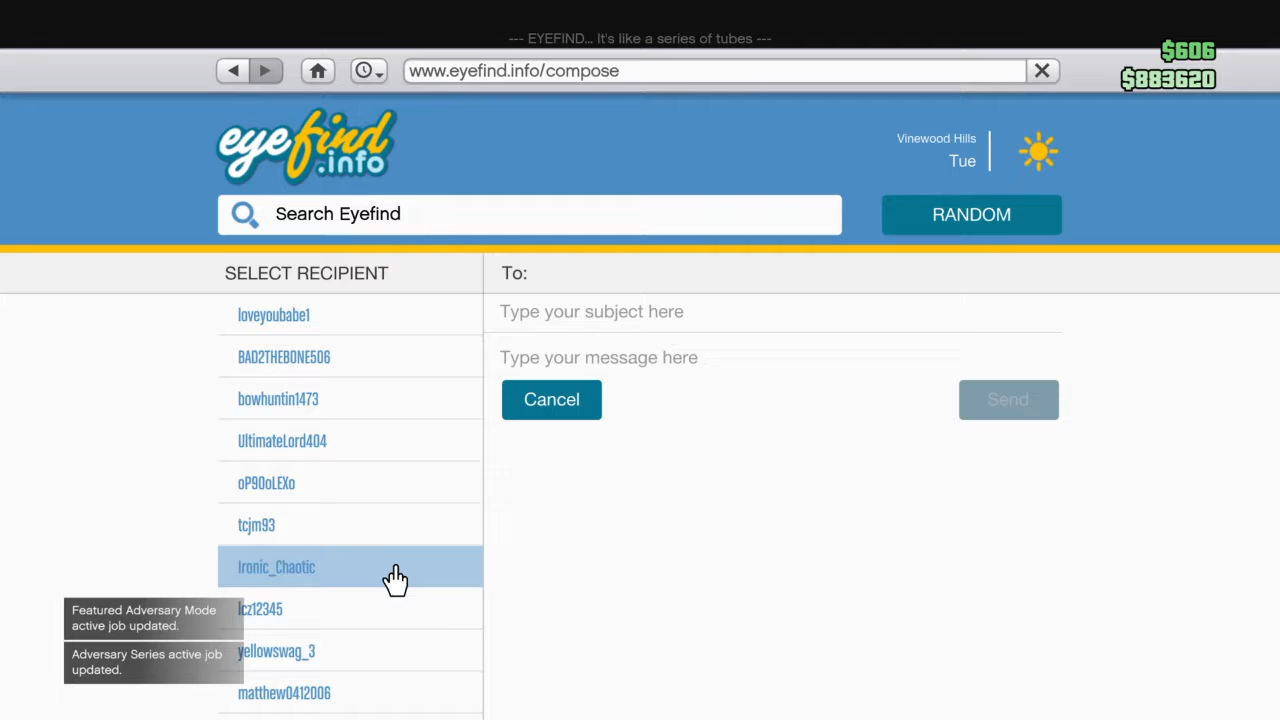 --- EYEFIND... It's like a series of tubes ---
$606
www.eyefind.info/compose
$883620
eyefind
.info
Vinewood Hills
Tue
Search Eyefind
RANDOM
SELECT RECIPIENT
To:
loveyoubabe1
Type your subject here
BAD2THEBONE506
Type your message here
bowhuntin1473
Cancel
Send
UltimateLord404
oP90oLEXo
tcjm93
Ironic_Chaotic
lcz12345
yellowswag_3
matthew0412006
Featured Adversary Mode
active job updated.
Adversary Series active job
updated.